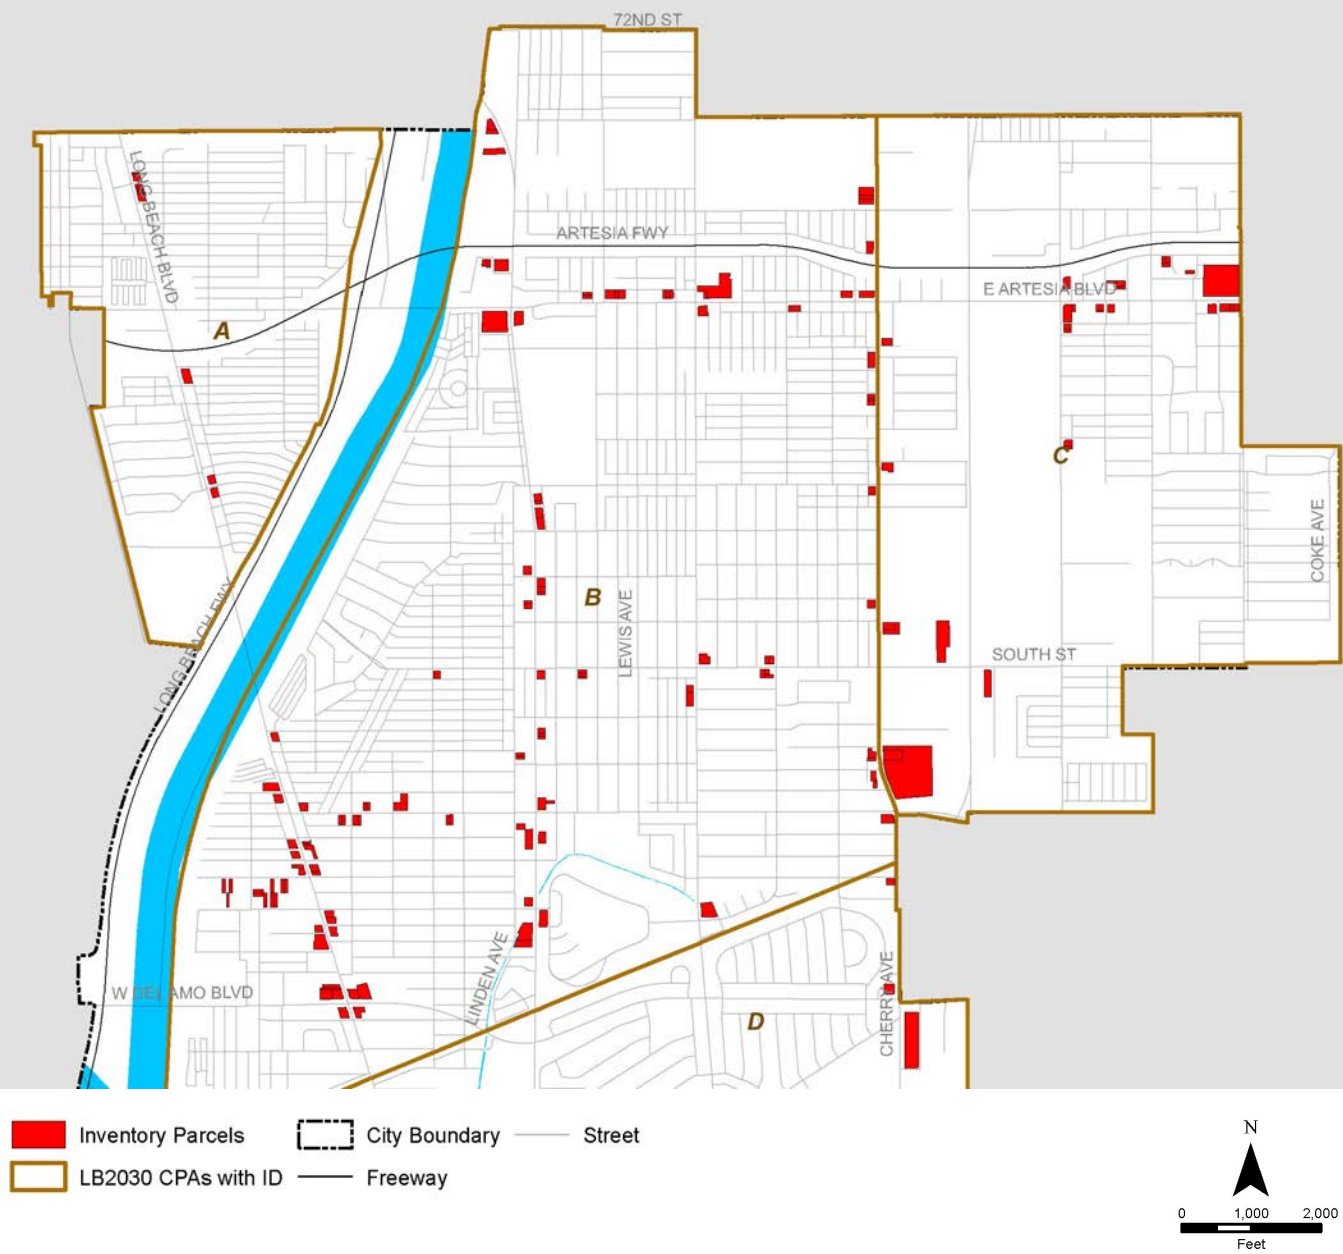 72ND ST
LONG BEACH BLVD
ARTESIA FWY
E ARTESIA BLVD
A
C
COKE AVE
B
LEWIS AVE
LONG BEACH FWY
SOUTH ST
LINDEN AVE
W DEL AMO BLVD
CHERRY AVE
D
Inventory Parcels
City Boundary
Street
LB2030 CPAs with ID
Freeway
N
0 1,000 2,000
Feet